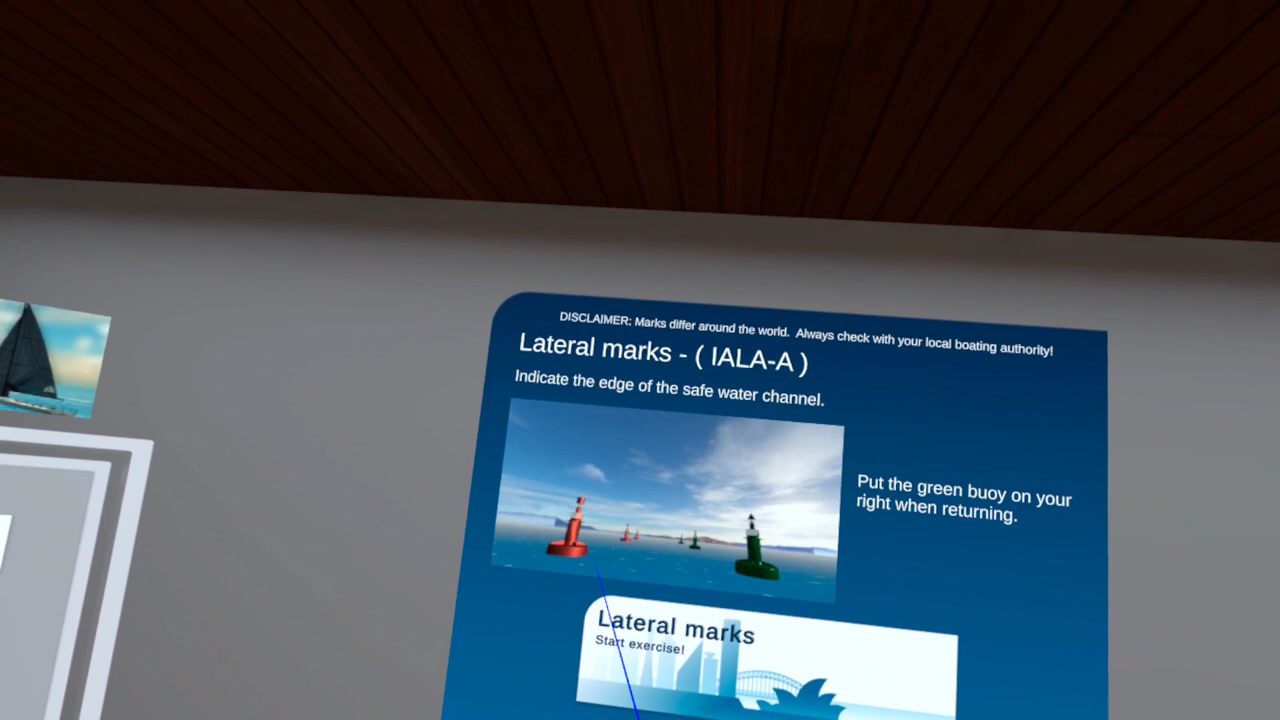 DISCLAIMER: Marks differ around the world.  Always check with your local boating authority!
Lateral marks - ( IALA-A )
Indicate the edge of the safe water channel.
Put the green buoy on your
right when returning.
Lateral marks
Start exercise!